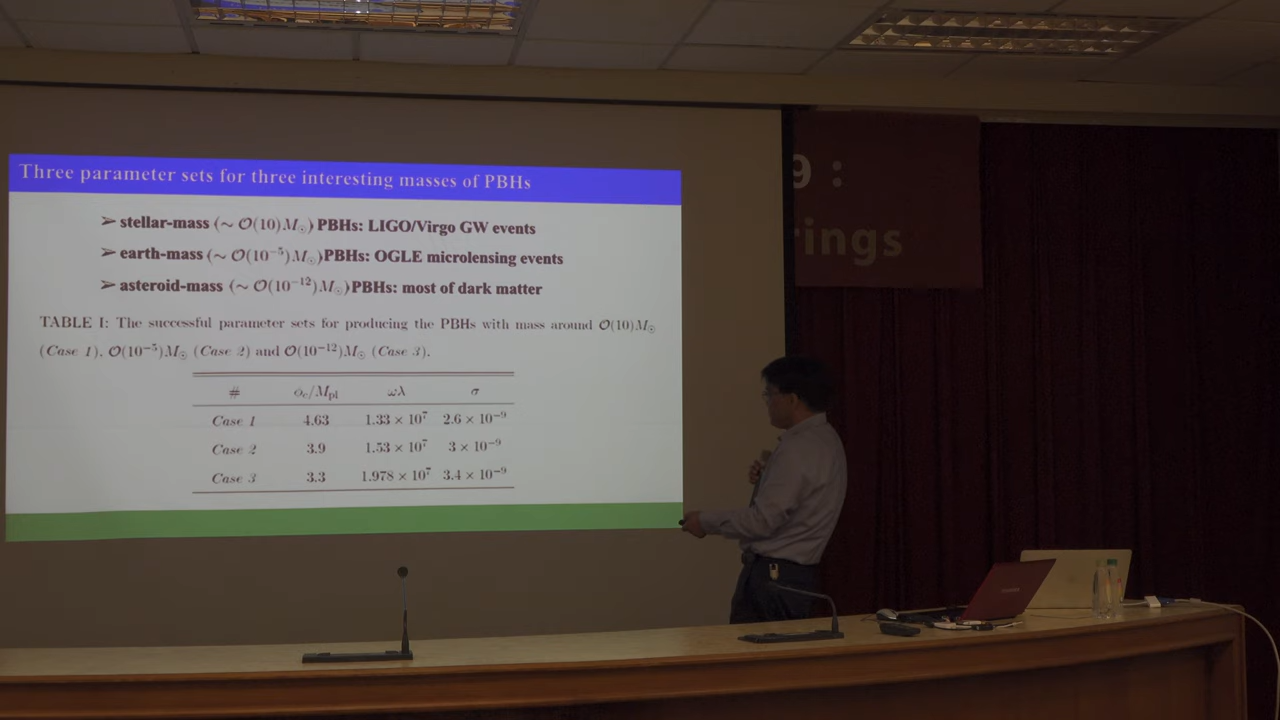 Three parameter sets for three interesting masses of PBHs
➢ stellar-mass (∼ 𝒪(10)M☉) PBHs: LIGO/Virgo GW events
➢ earth-mass (∼ 𝒪(10⁻⁵)M☉)PBHs: OGLE microlensing events
➢ asteroid-mass (∼ 𝒪(10⁻¹²)M☉)PBHs: most of dark matter
TABLE I: The successful parameter sets for producing the PBHs with mass around 𝒪(10)M☉
(Case 1), 𝒪(10⁻⁵)M☉ (Case 2) and 𝒪(10⁻¹²)M☉ (Case 3).
# ϕc/Mpl ωλ σ
Case 1 4.63 1.33 × 10⁷ 2.6 × 10⁻⁹
Case 2 3.9 1.53 × 10⁷ 3 × 10⁻⁹
Case 3 3.3 1.978 × 10⁷ 3.4 × 10⁻⁹
9 :
rings